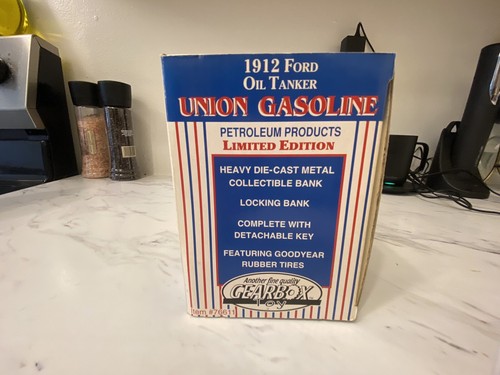 1912 FORD
OIL TANKER
UNION GASOLINE
PETROLEUM PRODUCTS
LIMITED EDITION
HEAVY DIE-CAST METAL
COLLECTIBLE BANK
LOCKING BANK
COMPLETE WITH
DETACHABLE KEY
FEATURING GOODYEAR
RUBBER TIRES
Another fine quality
GEARBOX
TOY
Item